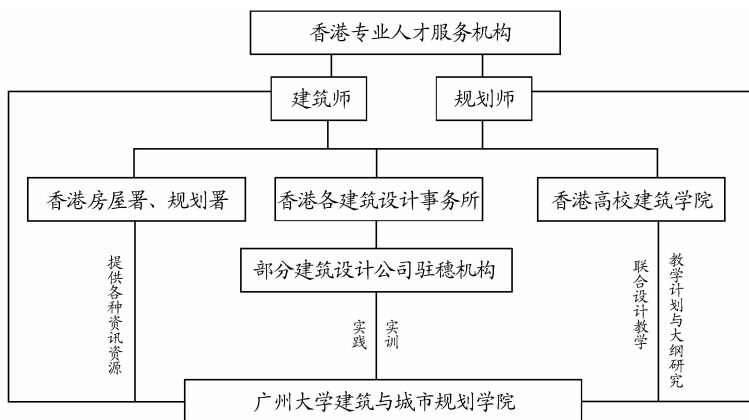 香港专业人才服务机构
建筑师
规划师
香港房屋署、规划署
香港各建筑设计事务所
香港高校建筑学院
部分建筑设计公司驻穗机构
提供各种资讯资源
实践
实训
联合设计教学
教学计划与大纲研究
广州大学建筑与城市规划学院